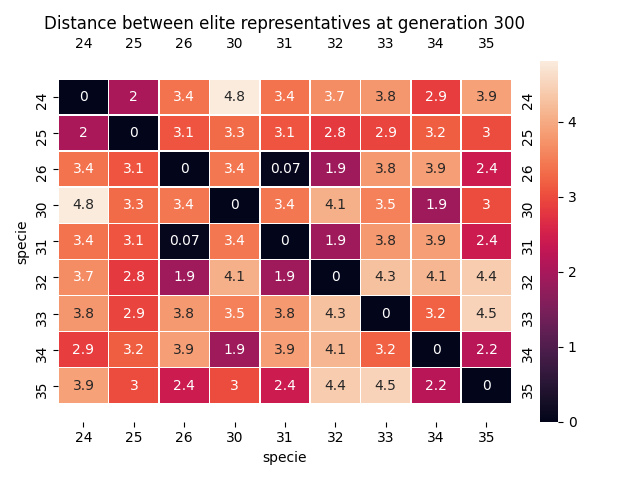 Distance between elite representatives at generation 300
24 25 26 30 31 32 33 34 35
24 0 2 3.4 4.8 3.4 3.7 3.8 2.9 3.9 24
25 2 0 3.1 3.3 3.1 2.8 2.9 3.2 3 25
26 3.4 3.1 0 3.4 0.07 1.9 3.8 3.9 2.4 26
30 4.8 3.3 3.4 0 3.4 4.1 3.5 1.9 3 30
31 3.4 3.1 0.07 3.4 0 1.9 3.8 3.9 2.4 31
32 3.7 2.8 1.9 4.1 1.9 0 4.3 4.1 4.4 32
33 3.8 2.9 3.8 3.5 3.8 4.3 0 3.2 4.5 33
34 2.9 3.2 3.9 1.9 3.9 4.1 3.2 0 2.2 34
35 3.9 3 2.4 3 2.4 4.4 4.5 2.2 0 35
24 25 26 30 31 32 33 34 35
specie
specie
4
3
2
1
0